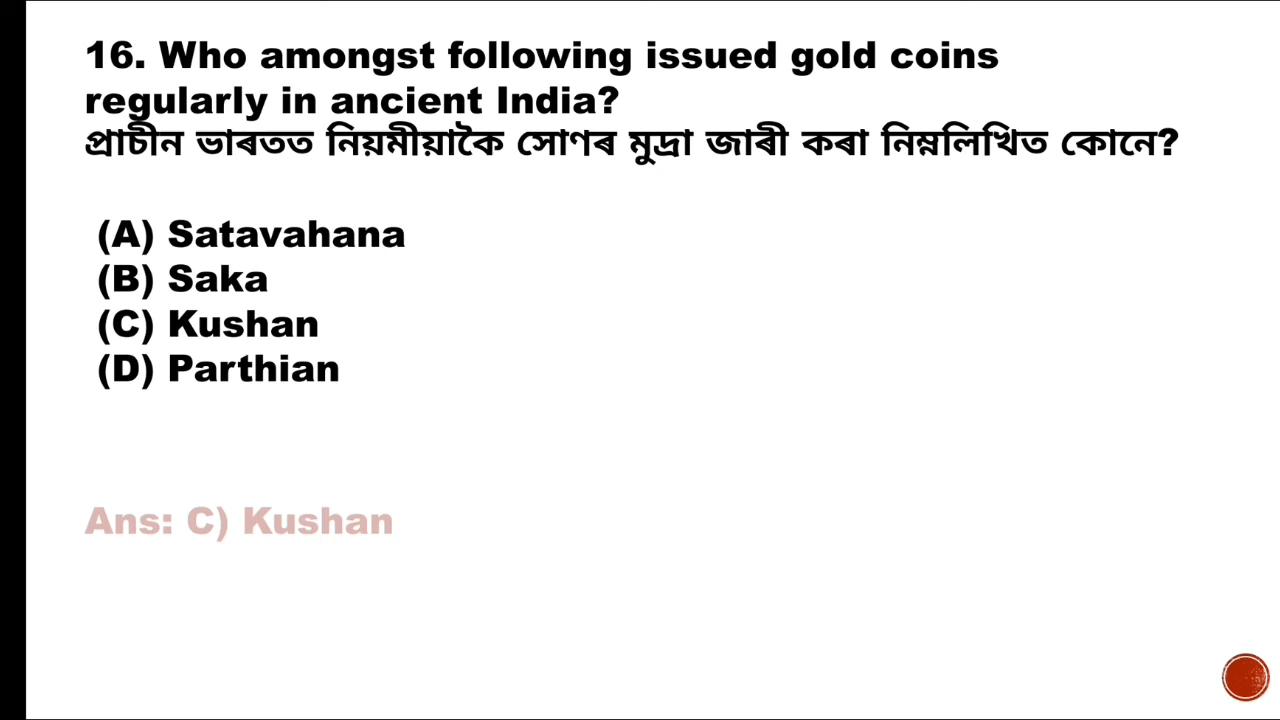 16. Who amongst following issued gold coins
regularly in ancient India?
প্ৰাচীন ভাৰতত নিয়মীয়াকৈ সোণৰ মুদ্ৰা জাৰী কৰা নিম্নলিখিত কোনে?
(A) Satavahana
(B) Saka
(C) Kushan
(D) Parthian
Ans: C) Kushan